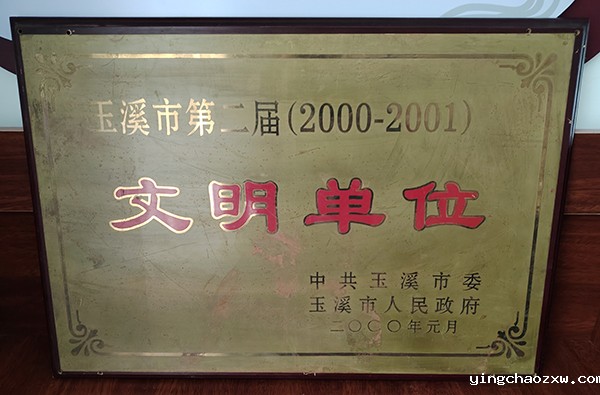 玉溪市第二届(2000-2001)
文明单位
中共玉溪市委
玉溪市人民政府
二〇〇〇年元月
yingchaozxw.com